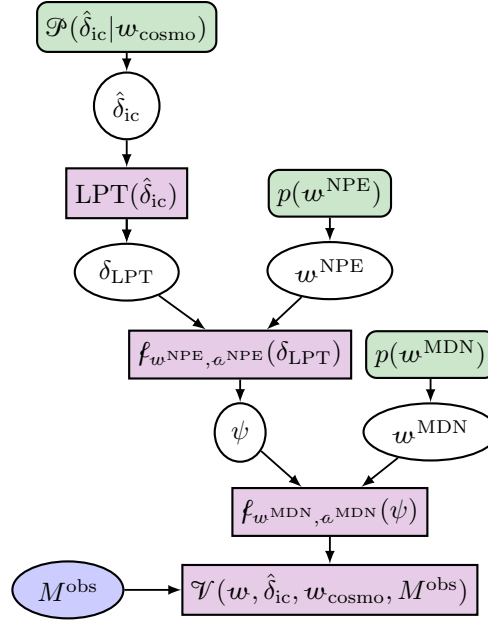 𝒫(δ̂_ic|𝓌_cosmo)
δ̂_ic
LPT(δ̂_ic)
p(𝓌^NPE)
δ_LPT
𝓌^NPE
𝒻_{𝓌^NPE,𝒶^NPE}(δ_LPT)
p(𝓌^MDN)
ψ
𝓌^MDN
𝒻_{𝓌^MDN,𝒶^MDN}(ψ)
M^obs
𝒱(𝓌, δ̂_ic, 𝓌_cosmo, M^obs)